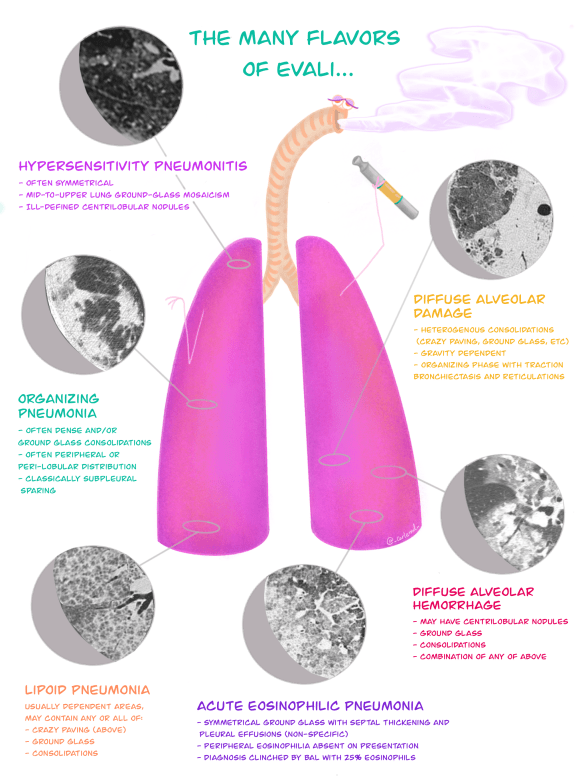 THE MANY FLAVORS
OF EVALI...
HYPERSENSITIVITY PNEUMONITIS
- OFTEN SYMMETRICAL
- MID-TO-UPPER LUNG GROUND-GLASS MOSAICISM
- ILL-DEFINED CENTRILOBULAR NODULES
DIFFUSE ALVEOLAR
DAMAGE
- HETEROGENOUS CONSOLIDATIONS
(CRAZY PAVING, GROUND GLASS, ETC)
- GRAVITY DEPENDENT
- ORGANIZING PHASE WITH TRACTION
BRONCHIECTASIS AND RETICULATIONS
ORGANIZING
PNEUMONIA
- OFTEN DENSE AND/OR
GROUND GLASS CONSOLIDATIONS
- OFTEN PERIPHERAL OR
PERI-LOBULAR DISTRIBUTION
- CLASSICALLY SUBPLEURAL
SPARING
DIFFUSE ALVEOLAR
HEMORRHAGE
- MAY HAVE CENTRILOBULAR NODULES
- GROUND GLASS
- CONSOLIDATIONS
- COMBINATION OF ANY OF ABOVE
LIPOID PNEUMONIA
USUALLY DEPENDENT AREAS,
MAY CONTAIN ANY OR ALL OF:
- CRAZY PAVING (ABOVE)
- GROUND GLASS
- CONSOLIDATIONS
ACUTE EOSINOPHILIC PNEUMONIA
- SYMMETRICAL GROUND GLASS WITH SEPTAL THICKENING AND
PLEURAL EFFUSIONS (NON-SPECIFIC)
- PERIPHERAL EOSINOPHILIA ABSENT ON PRESENTATION
- DIAGNOSIS CLINCHED BY BAL WITH 25% EOSINOPHILS